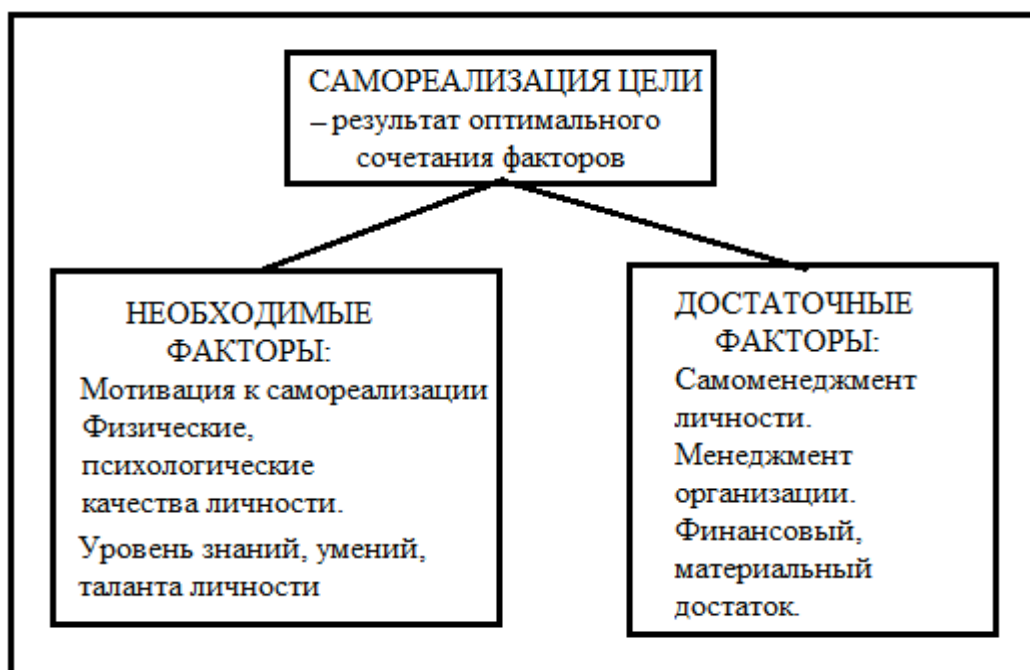 САМОРЕАЛИЗАЦИЯ ЦЕЛИ
– результат оптимального
сочетания факторов
НЕОБХОДИМЫЕ
ФАКТОРЫ:
Мотивация к самореализации
Физические,
психологические
качества личности.
Уровень знаний, умений,
таланта личности
ДОСТАТОЧНЫЕ
ФАКТОРЫ:
Самоменеджмент
личности.
Менеджмент
организации.
Финансовый,
материальный
достаток.